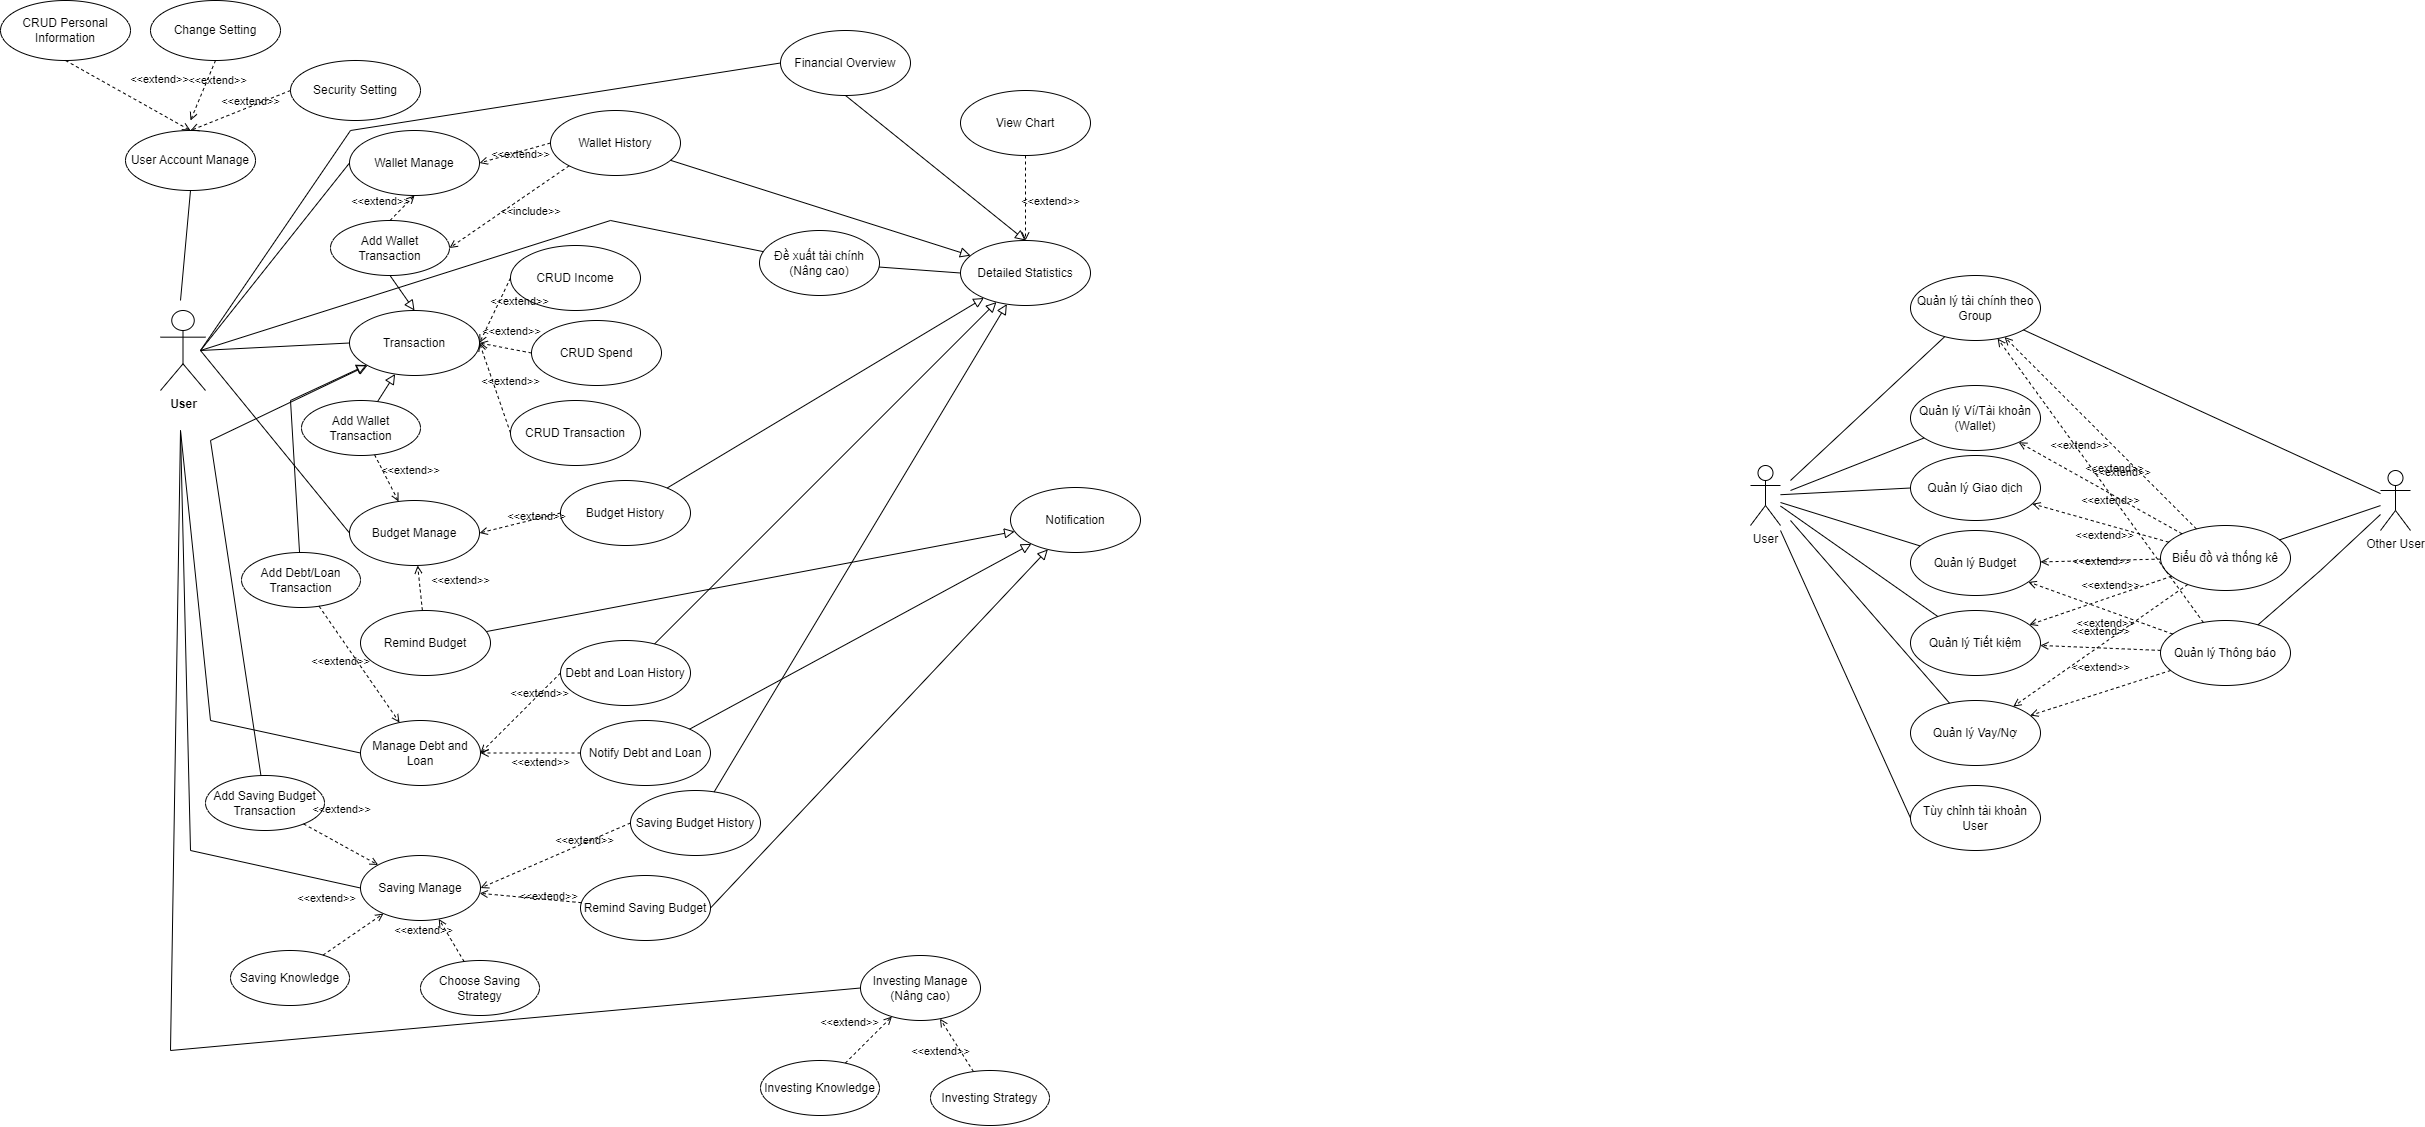 CRUD Personal
Information
Change Setting
<<extend>>
<<extend>>
<<extend>>
Security Setting
User Account Manage
Financial Overview
View Chart
<<extend>>
Wallet Manage
<<extend>>
Wallet History
<<extend>>
<<include>>
Add Wallet
Transaction
Đề xuất tài chính
(Nâng cao)
Detailed Statistics
CRUD Income
<<extend>>
<<extend>>
Transaction
CRUD Spend
<<extend>>
User
Add Wallet
Transaction
CRUD Transaction
<<extend>>
Budget Manage
<<extend>>
Budget History
Notification
Add Debt/Loan
Transaction
<<extend>>
Remind Budget
<<extend>>
Debt and Loan History
<<extend>>
Manage Debt and
Loan
Notify Debt and Loan
<<extend>>
Add Saving Budget
Transaction
<<extend>>
Saving Budget History
<<extend>>
Saving Manage
<<extend>>
<<extend>>
Remind Saving Budget
<<extend>>
Saving Knowledge
Choose Saving
Strategy
Investing Manage
(Nâng cao)
<<extend>>
<<extend>>
Investing Knowledge
Investing Strategy
Quản lý tài chính theo
Group
Quản lý Ví/Tài khoản
(Wallet)
<<extend>>
<<extend>>
<<extend>>
Quản lý Giao dịch
<<extend>>
User
<<extend>>
Other User
Quản lý Budget
<<extend>>
Biểu đồ và thống kê
<<extend>>
<<extend>>
<<extend>>
Quản lý Tiết kiệm
Quản lý Thông báo
<<extend>>
Quản lý Vay/Nợ
Tùy chỉnh tài khoản
User